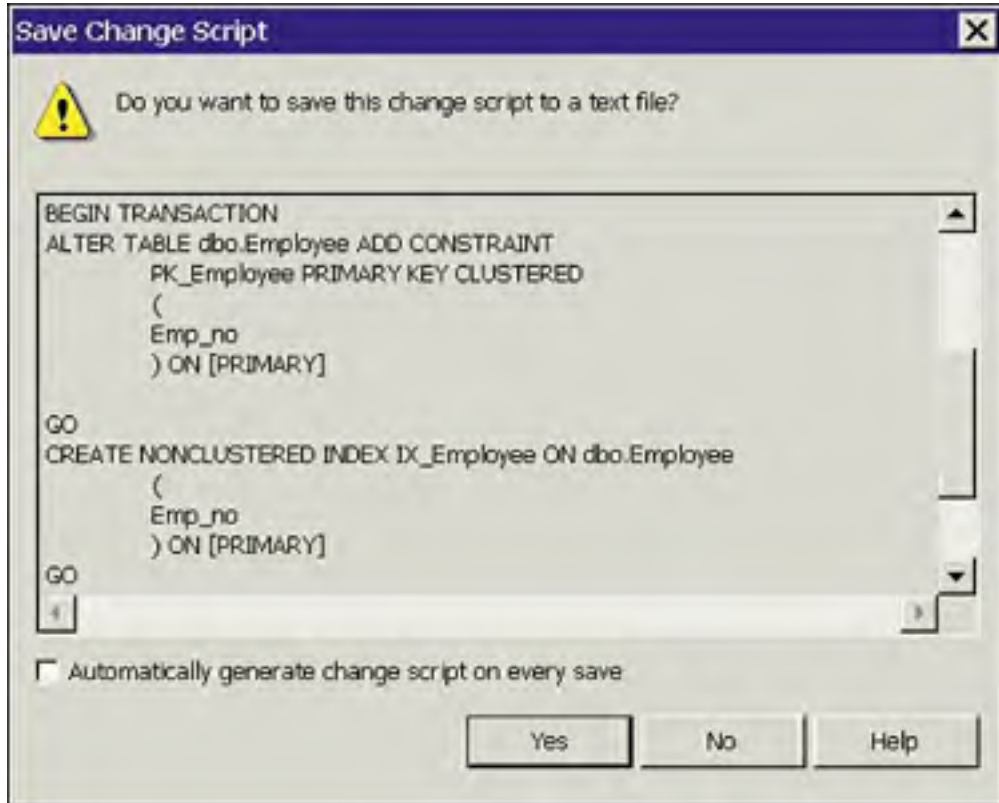 Save Change Script
Do you want to save this change script to a text file?
BEGIN TRANSACTION
ALTER TABLE dbo.Employee ADD CONSTRAINT
PK_Employee PRIMARY KEY CLUSTERED
(
Emp_no
) ON [PRIMARY]
GO
CREATE NONCLUSTERED INDEX IX_Employee ON dbo.Employee
(
Emp_no
) ON [PRIMARY]
GO
Automatically generate change script on every save
Yes
No
Help